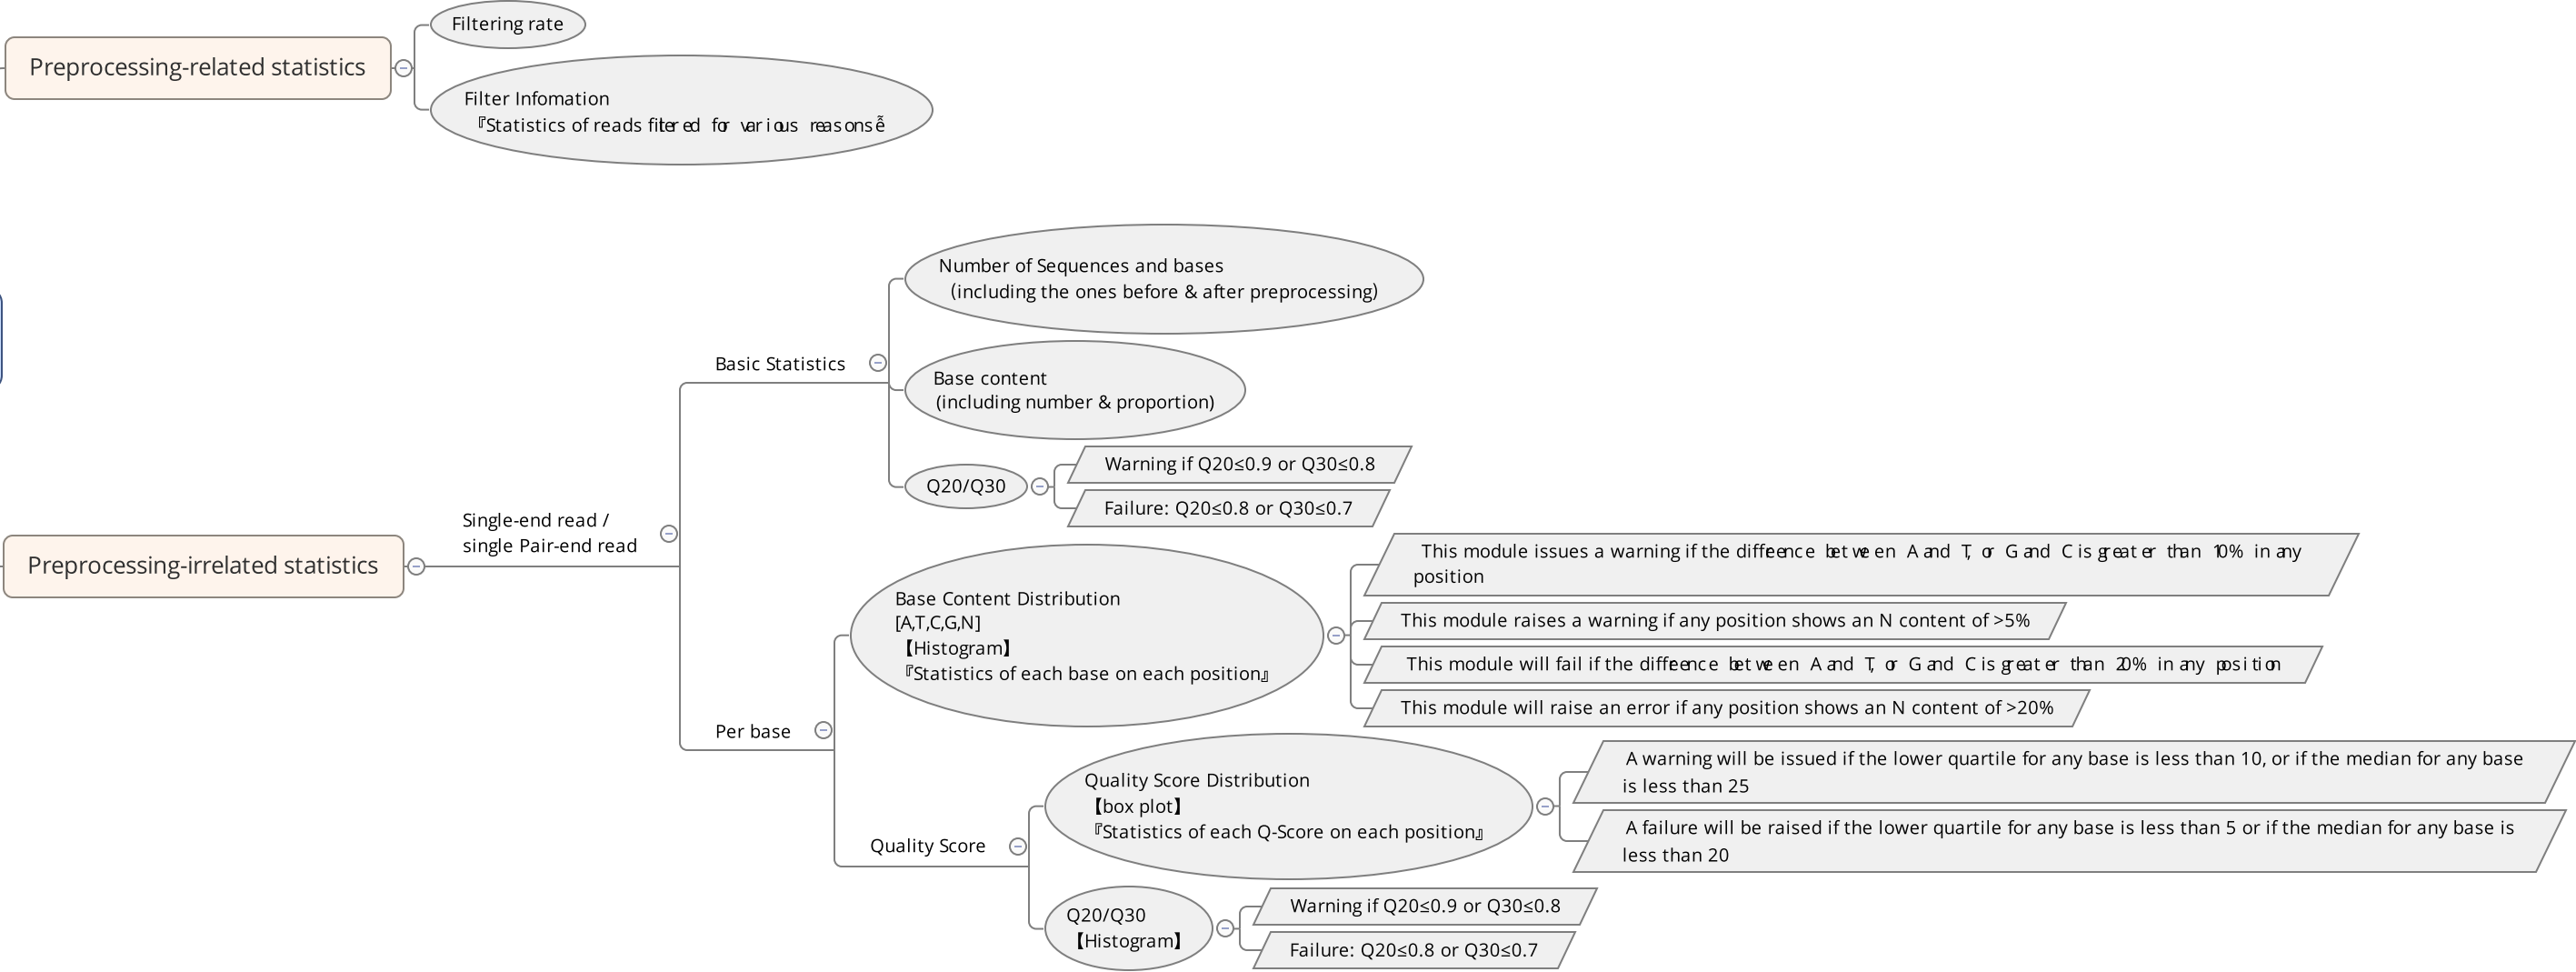 Filtering rate
Preprocessing-related statistics
Filter Infomation
『Statistics of reads filtered for various reasons
Number of Sequences and bases
(including the ones before & after preprocessing)
Basic Statistics
Base content
(including number & proportion)
Q20/Q30
Warning if Q20≤0.9 or Q30≤0.8
Failure: Q20≤0.8 or Q30≤0.7
Single-end read /
single Pair-end read
Preprocessing-irrelated statistics
Base Content Distribution
[A,T,C,G,N]
【Histogram】
『Statistics of each base on each position』
This module issues a warning if the difference between A and T, or G and C is greater than 10% in any
position
This module raises a warning if any position shows an N content of >5%
This module will fail if the difference between A and T, or G and C is greater than 20% in any position
This module will raise an error if any position shows an N content of >20%
Per base
Quality Score Distribution
【box plot】
『Statistics of each Q-Score on each position』
A warning will be issued if the lower quartile for any base is less than 10, or if the median for any base
is less than 25
A failure will be raised if the lower quartile for any base is less than 5 or if the median for any base is
less than 20
Quality Score
Q20/Q30
【Histogram】
Warning if Q20≤0.9 or Q30≤0.8
Failure: Q20≤0.8 or Q30≤0.7